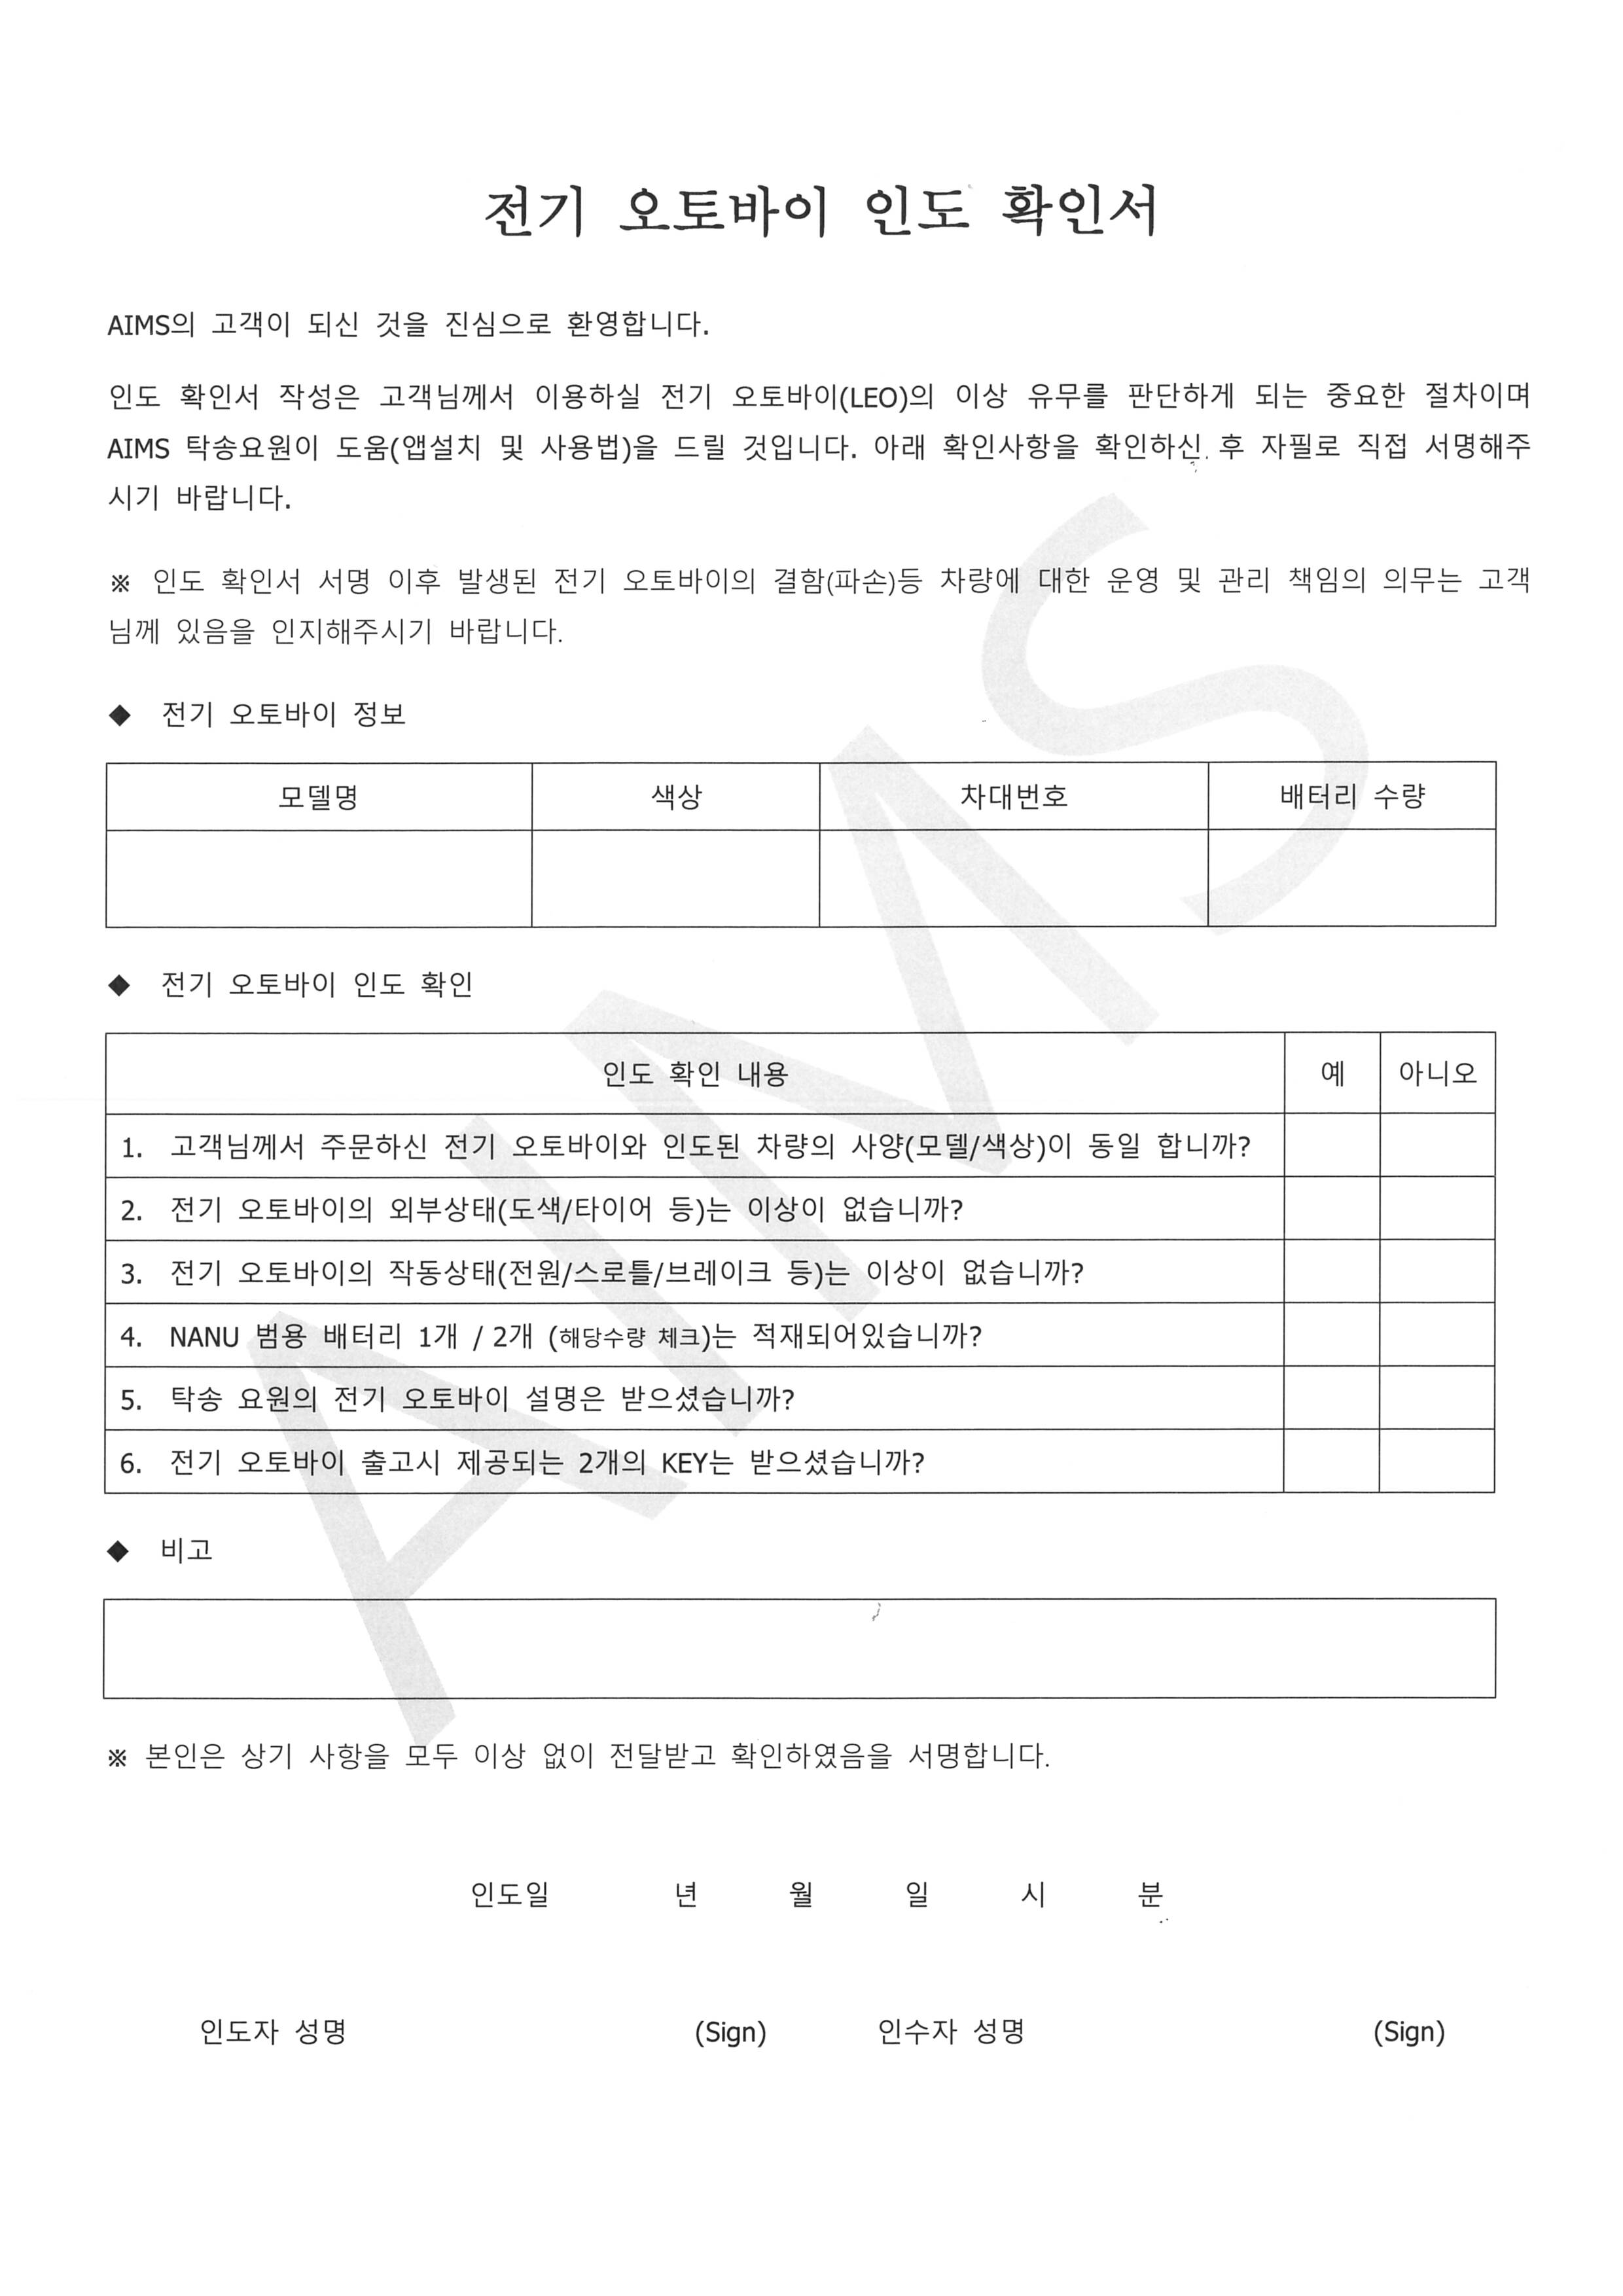 전기 오토바이 인도 확인서
AIMS의 고객이 되신 것을 진심으로 환영합니다.
인도 확인서 작성은 고객님께서 이용하실 전기 오토바이(LEO)의 이상 유무를 판단하게 되는 중요한 절차이며
AIMS 탁송요원이 도움(앱설치 및 사용법)을 드릴 것입니다. 아래 확인사항을 확인하신 후 자필로 직접 서명해주
시기 바랍니다.
※ 인도 확인서 서명 이후 발생된 전기 오토바이의 결함(파손)등 차량에 대한 운영 및 관리 책임의 의무는 고객
님께 있음을 인지해주시기 바랍니다.
◆ 전기 오토바이 정보
모델명 색상 차대번호 배터리 수량
◆ 전기 오토바이 인도 확인
인도 확인 내용 예 아니오
1. 고객님께서 주문하신 전기 오토바이와 인도된 차량의 사양(모델/색상)이 동일 합니까?
2. 전기 오토바이의 외부상태(도색/타이어 등)는 이상이 없습니까?
3. 전기 오토바이의 작동상태(전원/스로틀/브레이크 등)는 이상이 없습니까?
4. NANU 범용 배터리 1개 / 2개 (해당수량 체크)는 적재되어있습니까?
5. 탁송 요원의 전기 오토바이 설명은 받으셨습니까?
6. 전기 오토바이 출고시 제공되는 2개의 KEY는 받으셨습니까?
◆ 비고
※ 본인은 상기 사항을 모두 이상 없이 전달받고 확인하였음을 서명합니다.
인도일 년 월 일 시 분
인도자 성명 (Sign) 인수자 성명 (Sign)
AIMS